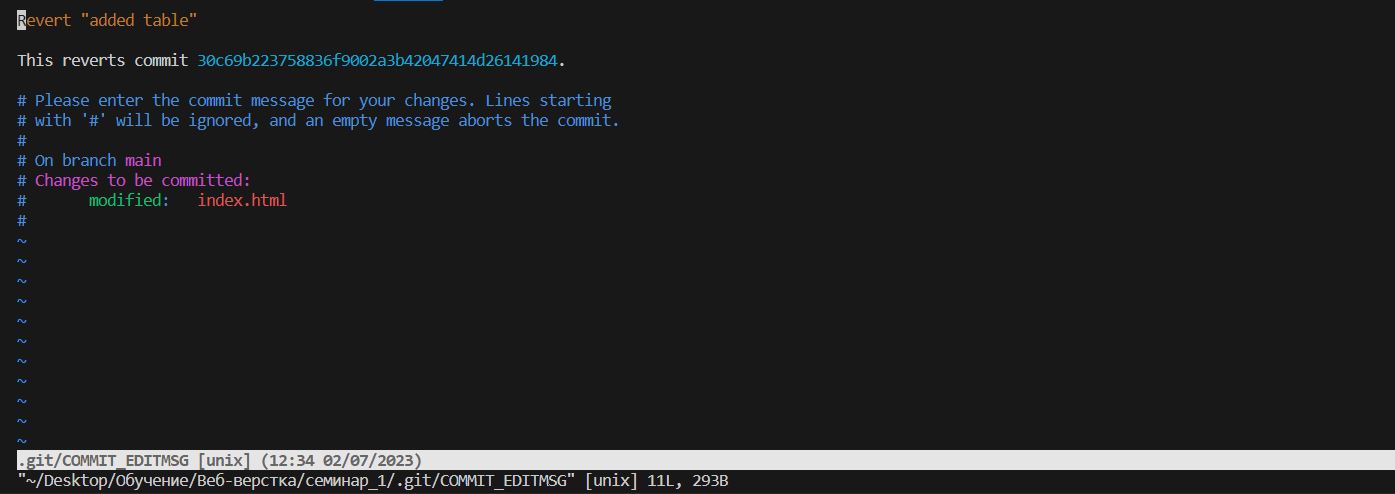 Revert "added table"
This reverts commit 30c69b223758836f9002a3b42047414d26141984.
# Please enter the commit message for your changes. Lines starting
# with '#' will be ignored, and an empty message aborts the commit.
#
# On branch main
# Changes to be committed:
#       modified:   index.html
#
~
~
~
~
~
~
~
~
~
~
~
.git/COMMIT_EDITMSG [unix] (12:34 02/07/2023)
"~/Desktop/Обучение/Веб-верстка/семинар_1/.git/COMMIT_EDITMSG" [unix] 11L, 293B